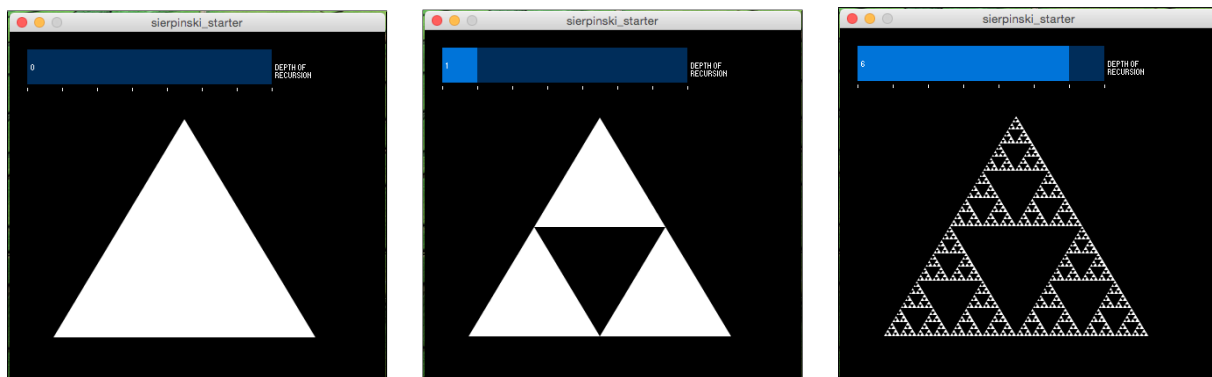 sierpinski_starter
0
DEPTH OF
RECURSION
sierpinski_starter
1
DEPTH OF
RECURSION
sierpinski_starter
6
DEPTH OF
RECURSION